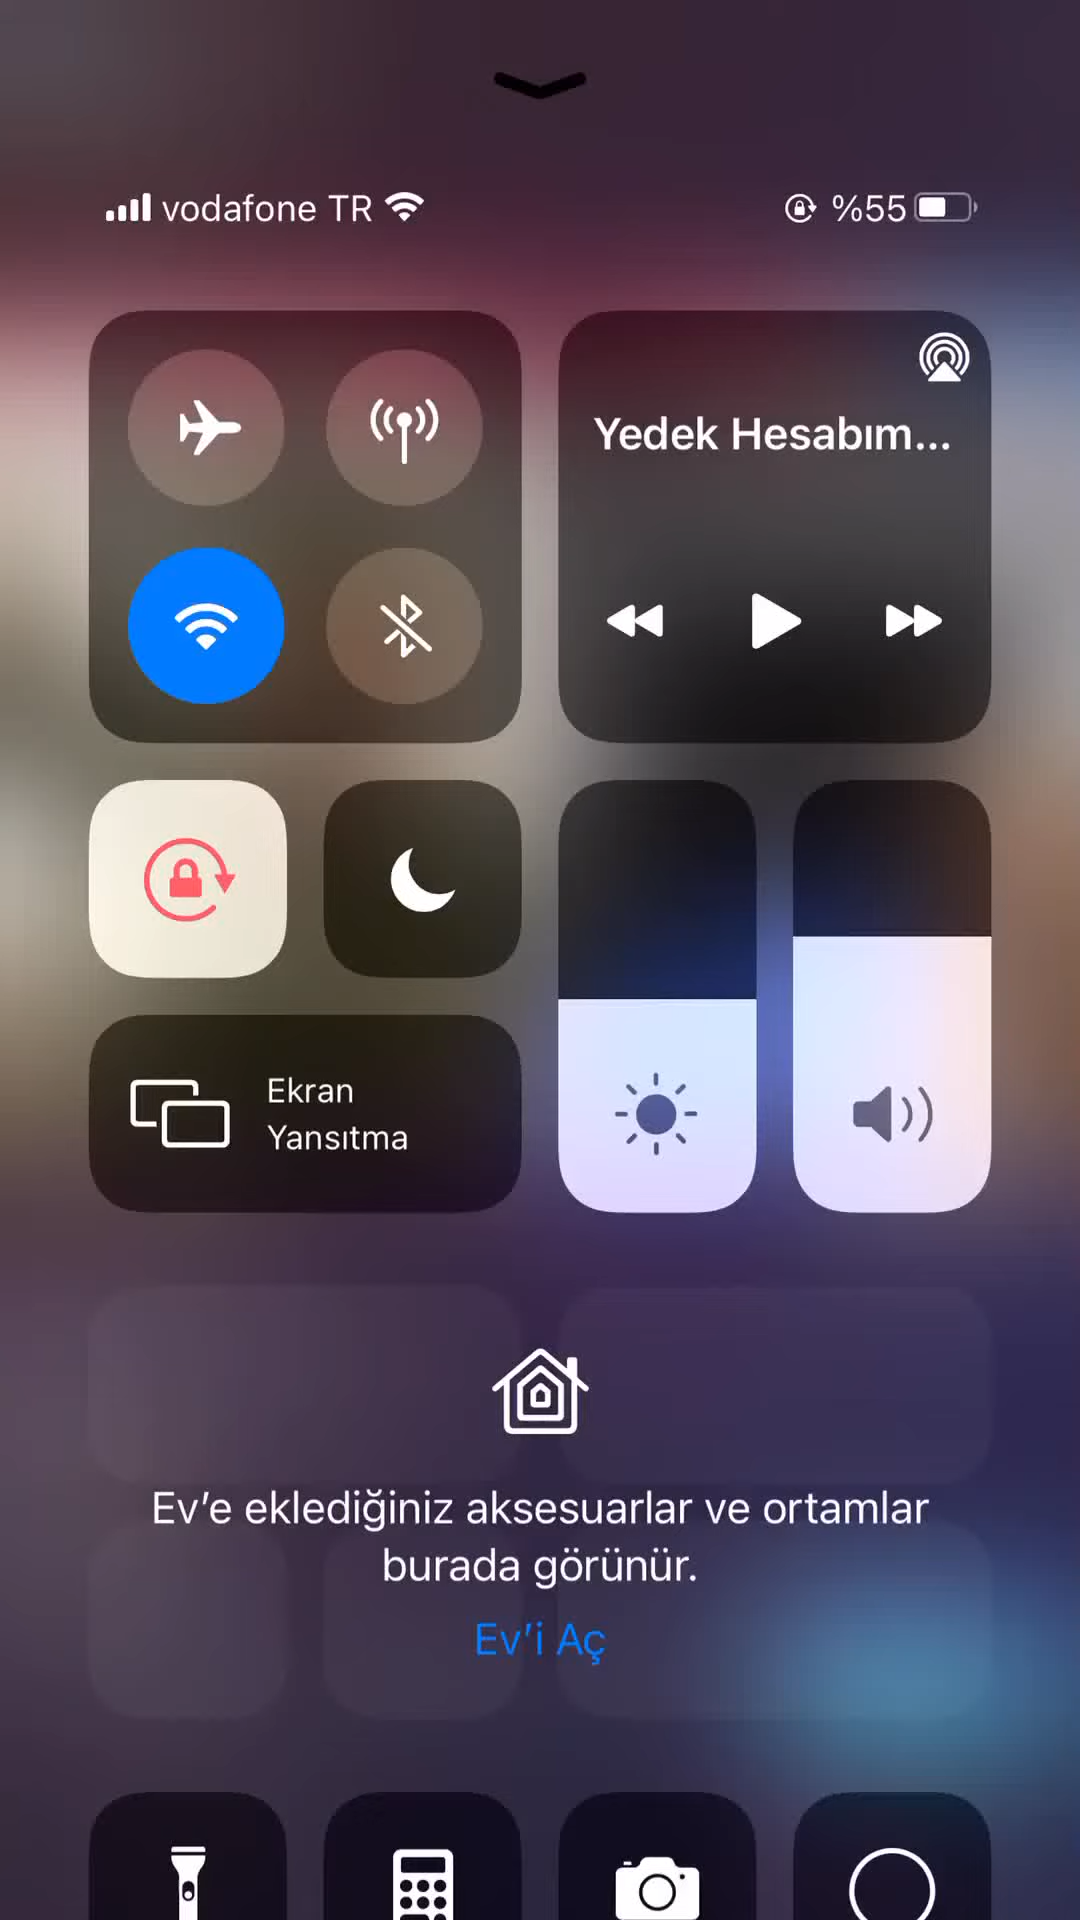 vodafone TR
%55
Yedek Hesabım...
Ekran
Yansıtma
Ev’e eklediğiniz aksesuarlar ve ortamlar
burada görünür.
Ev’i Aç